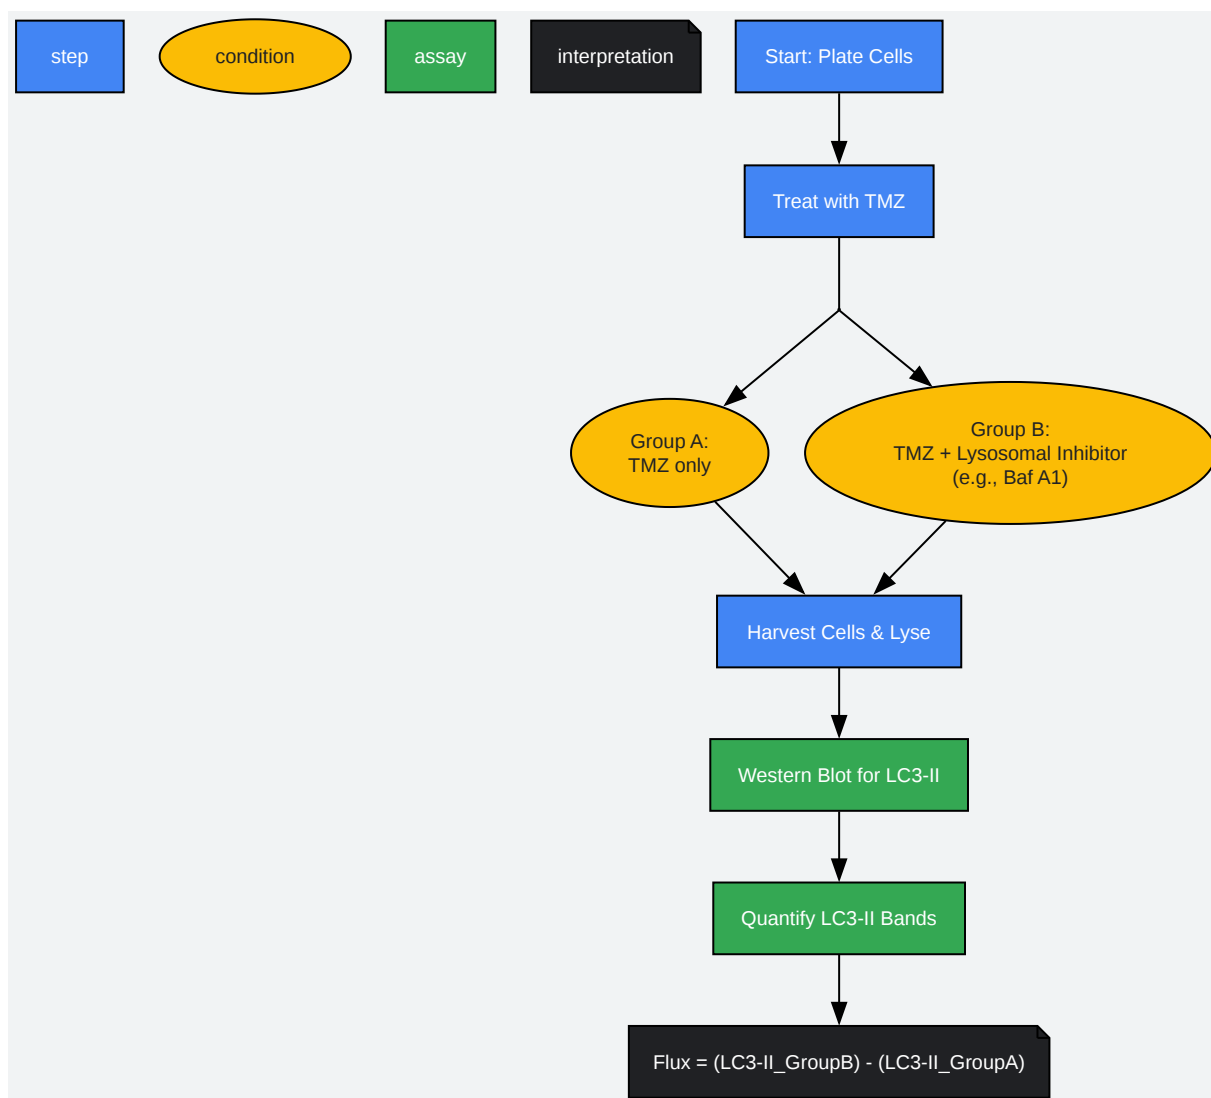 step
condition
assay
interpretation
Start: Plate Cells
Treat with TMZ
Group A:
TMZ only
Group B:
TMZ + Lysosomal Inhibitor
(e.g., Baf A1)
Harvest Cells & Lyse
Western Blot for LC3-II
Quantify LC3-II Bands
Flux = (LC3-II_GroupB) - (LC3-II_GroupA)